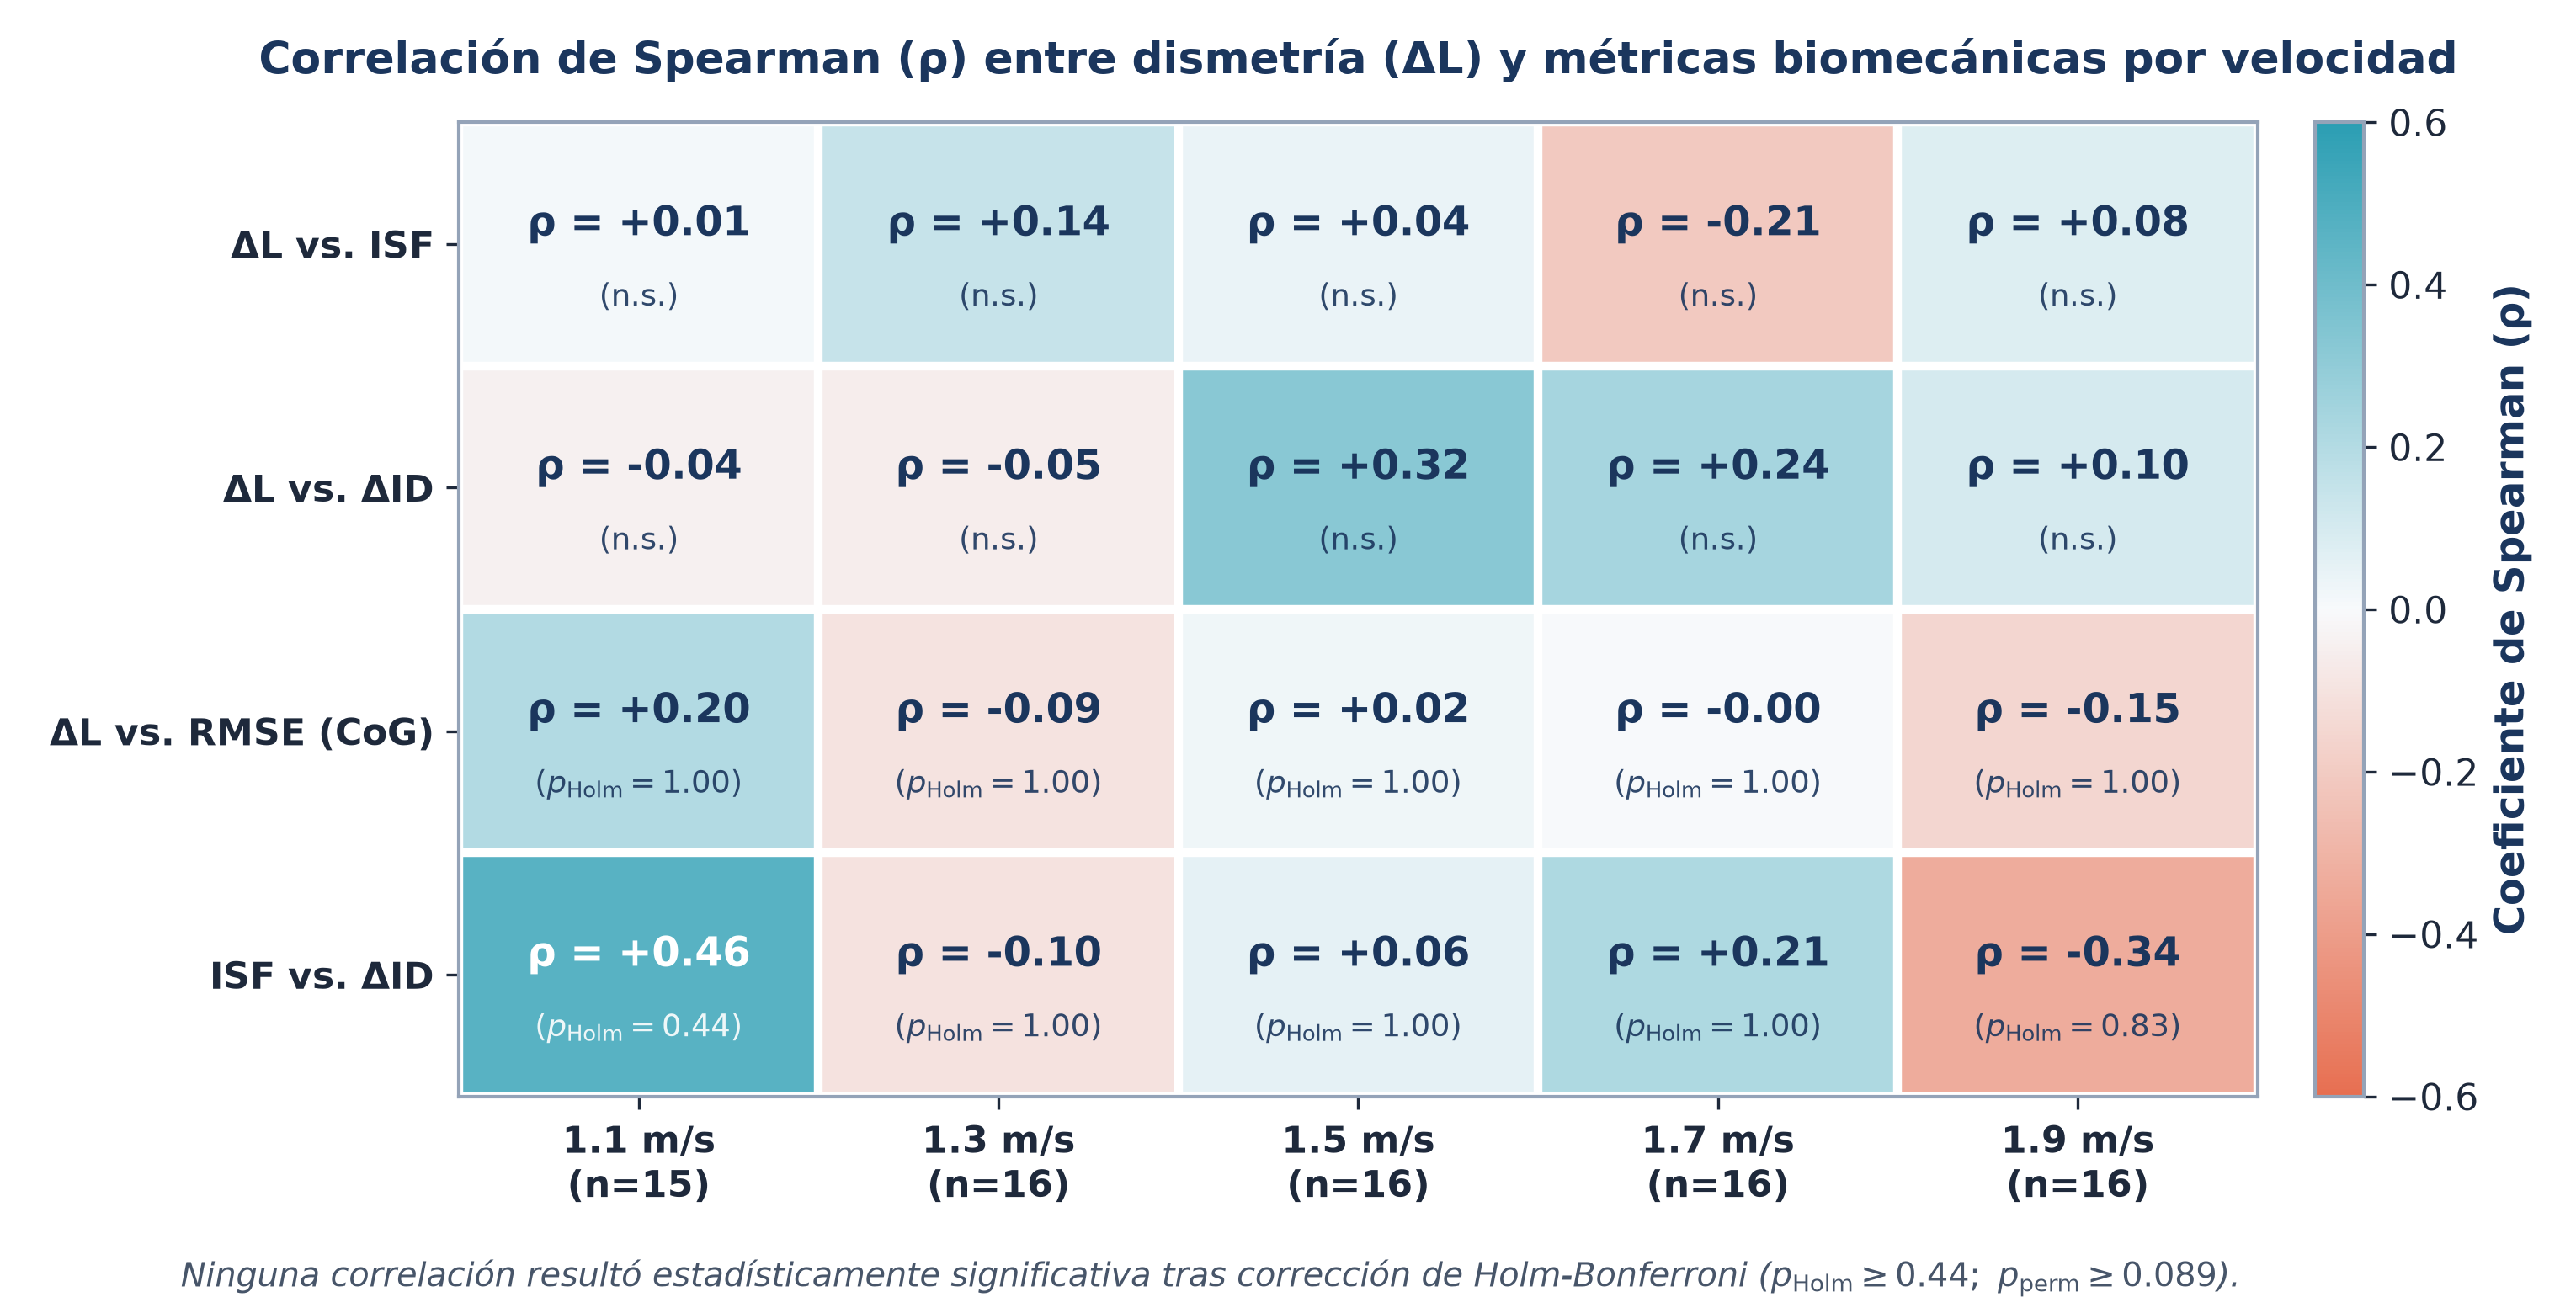 Correlación de Spearman (ρ) entre dismetría (ΔL) y métricas biomecánicas por velocidad
ΔL vs. ISF
ρ = +0.01
(n.s.)
ρ = +0.14
(n.s.)
ρ = +0.04
(n.s.)
ρ = -0.21
(n.s.)
ρ = +0.08
(n.s.)
ΔL vs. ΔID
ρ = -0.04
(n.s.)
ρ = -0.05
(n.s.)
ρ = +0.32
(n.s.)
ρ = +0.24
(n.s.)
ρ = +0.10
(n.s.)
ΔL vs. RMSE (CoG)
ρ = +0.20
(pHolm = 1.00)
ρ = -0.09
(pHolm = 1.00)
ρ = +0.02
(pHolm = 1.00)
ρ = -0.00
(pHolm = 1.00)
ρ = -0.15
(pHolm = 1.00)
ISF vs. ΔID
ρ = +0.46
(pHolm = 0.44)
ρ = -0.10
(pHolm = 1.00)
ρ = +0.06
(pHolm = 1.00)
ρ = +0.21
(pHolm = 1.00)
ρ = -0.34
(pHolm = 0.83)
1.1 m/s
(n=15)
1.3 m/s
(n=16)
1.5 m/s
(n=16)
1.7 m/s
(n=16)
1.9 m/s
(n=16)
0.6
0.4
0.2
0.0
−0.2
−0.4
−0.6
Coeficiente de Spearman (ρ)
Ninguna correlación resultó estadísticamente significativa tras corrección de Holm-Bonferroni (pHolm ≥ 0.44; pperm ≥ 0.089).